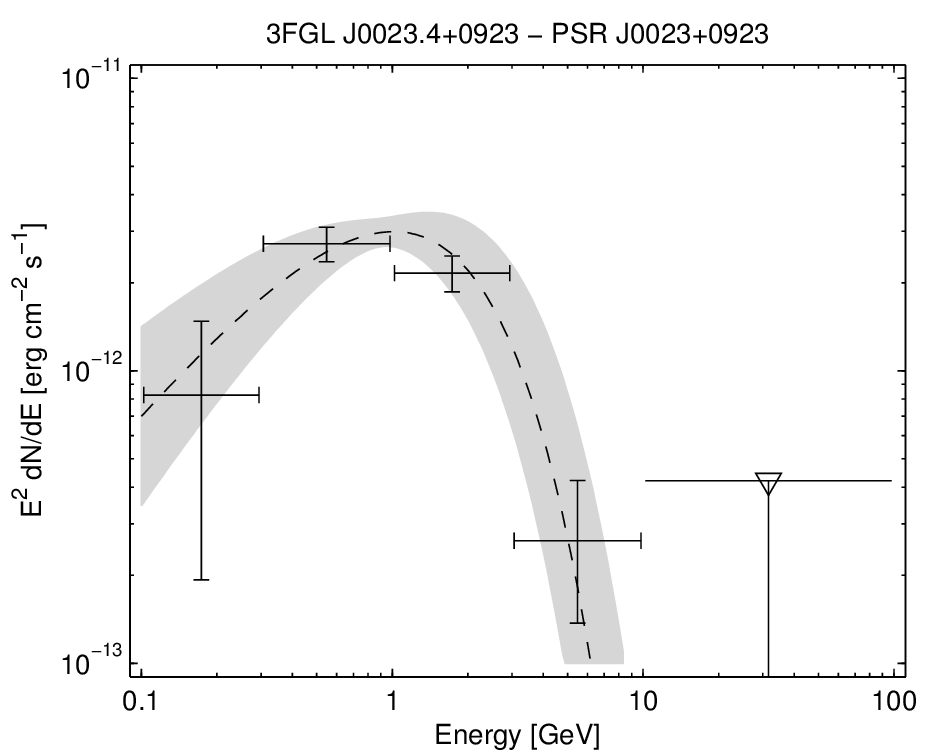 3FGL J0023.4+0923 − PSR J0023+0923
10⁻¹¹
10⁻¹²
10⁻¹³
E² dN/dE [erg cm⁻² s⁻¹]
0.1 1 10 100
Energy [GeV]